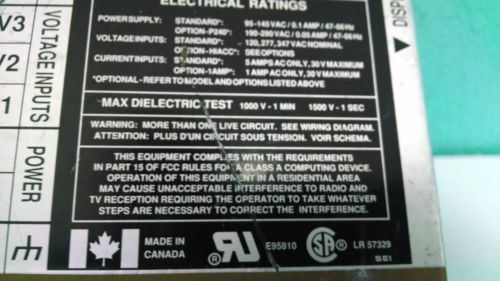 ELECTRICAL RATINGS
POWER SUPPLY: STANDARD*: 95-145 VAC / 0.1 AMP / 47-66 Hz
OPTION-P240*: 190-290 VAC / 0.05 AMP / 47-66 Hz
VOLTAGE INPUTS: STANDARD*: 120, 277, 347 VAC NOMINAL
OPTION-HIACC*: SEE OPTIONS
CURRENT INPUTS: STANDARD*: 5 AMPS AC ONLY, 30 V MAXIMUM
OPTION-1AMP*: 1 AMP AC ONLY, 30 V MAXIMUM
*OPTIONAL - REFER TO MODEL AND OPTIONS LISTED ABOVE
MAX DIELECTRIC TEST 1000 V - 1 MIN 1500 V - 1 SEC
WARNING: MORE THAN ONE LIVE CIRCUIT. SEE WIRING DIAGRAM.
ATTENTION: PLUS D'UN CIRCUIT SOUS TENSION. VOIR SCHEMA.
THIS EQUIPMENT COMPLIES WITH THE REQUIREMENTS
IN PART 15 OF FCC RULES FOR A CLASS A COMPUTING DEVICE.
OPERATION OF THIS EQUIPMENT IN A RESIDENTIAL AREA
MAY CAUSE UNACCEPTABLE INTERFERENCE TO RADIO AND
TV RECEPTION REQUIRING THE OPERATOR TO TAKE WHATEVER
STEPS ARE NECESSARY TO CORRECT THE INTERFERENCE.
MADE IN
CANADA
RU ® E95810
SA ® LR 57329
SEI
V3
V2
1
VOLTAGE INPUTS
POWER
DISP